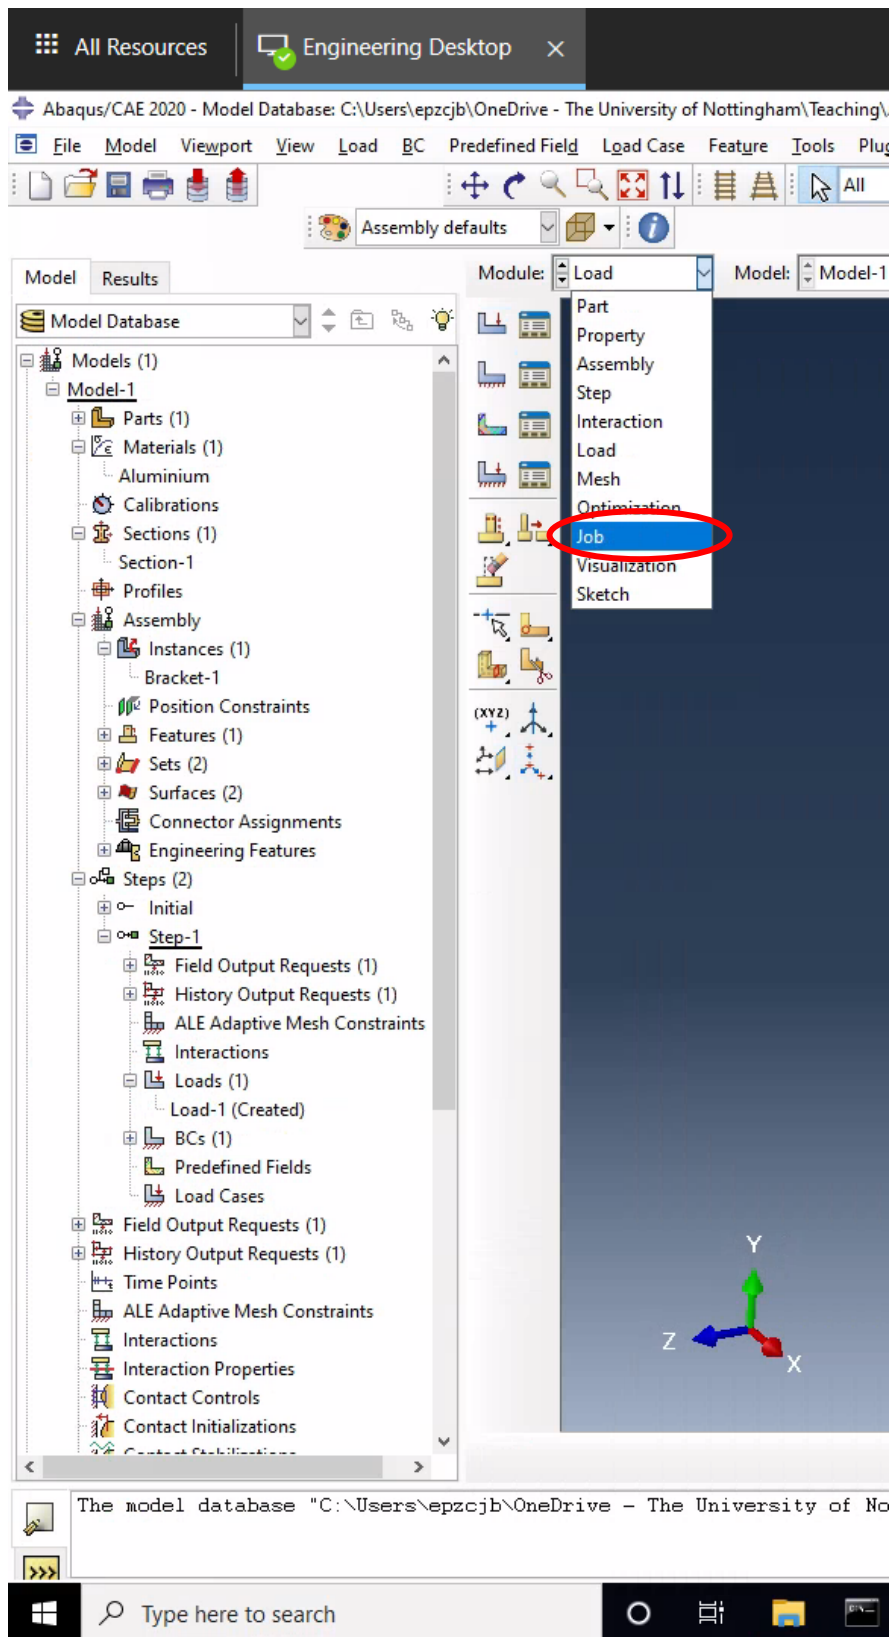 All Resources
Engineering Desktop
Abaqus/CAE 2020 - Model Database: C:\Users\epzcjb\OneDrive - The University of Nottingham\Teaching\
File Model Viewport View Load BC Predefined Field Load Case Feature Tools Plug
All
Assembly defaults
Model Results
Module: Load Model: Model-1
Model Database
Part
Property
Assembly
Step
Interaction
Load
Mesh
Optimization
Job
Visualization
Sketch
Models (1)
Model-1
Parts (1)
Materials (1)
Aluminium
Calibrations
Sections (1)
Section-1
Profiles
Assembly
Instances (1)
Bracket-1
Position Constraints
Features (1)
Sets (2)
Surfaces (2)
Connector Assignments
Engineering Features
Steps (2)
Initial
Step-1
Field Output Requests (1)
History Output Requests (1)
ALE Adaptive Mesh Constraints
Interactions
Loads (1)
Load-1 (Created)
BCs (1)
Predefined Fields
Load Cases
Field Output Requests (1)
History Output Requests (1)
Time Points
ALE Adaptive Mesh Constraints
Interactions
Interaction Properties
Contact Controls
Contact Initializations
Contact Stabilizations
(XYZ)
Y
Z
X
The model database "C:\Users\epzcjb\OneDrive - The University of No
>>>
Type here to search